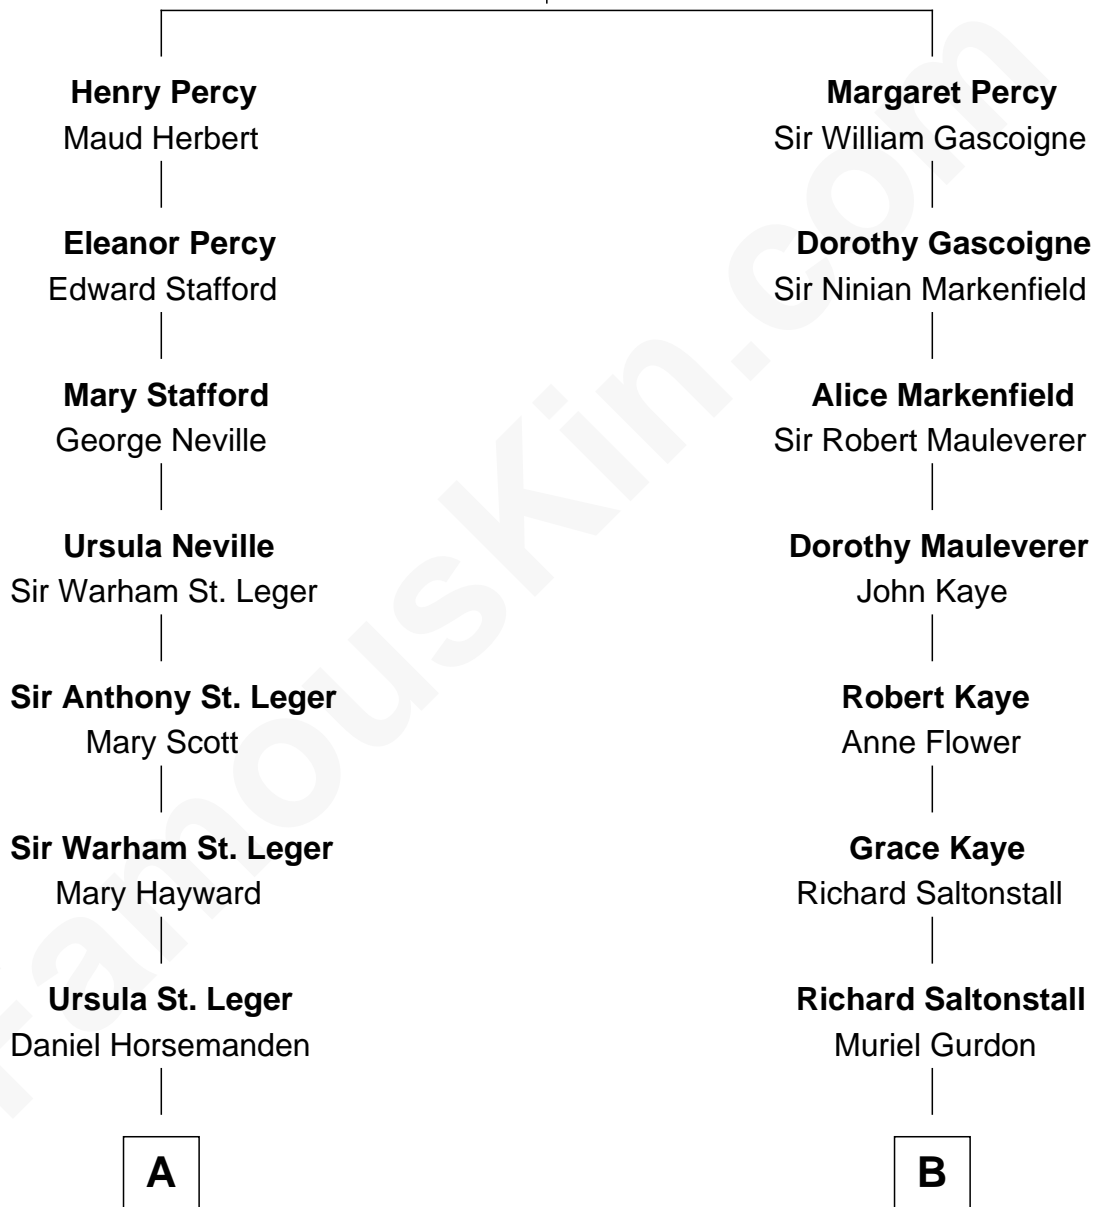 Henry Percy
Maud Herbert
Eleanor Percy
Edward Stafford
Mary Stafford
George Neville
Ursula Neville
Sir Warham St. Leger
Sir Anthony St. Leger
Mary Scott
Sir Warham St. Leger
Mary Hayward
Ursula St. Leger
Daniel Horsemanden
A
Margaret Percy
Sir William Gascoigne
Dorothy Gascoigne
Sir Ninian Markenfield
Alice Markenfield
Sir Robert Mauleverer
Dorothy Mauleverer
John Kaye
Robert Kaye
Anne Flower
Grace Kaye
Richard Saltonstall
Richard Saltonstall
Muriel Gurdon
B
FamousKin.com